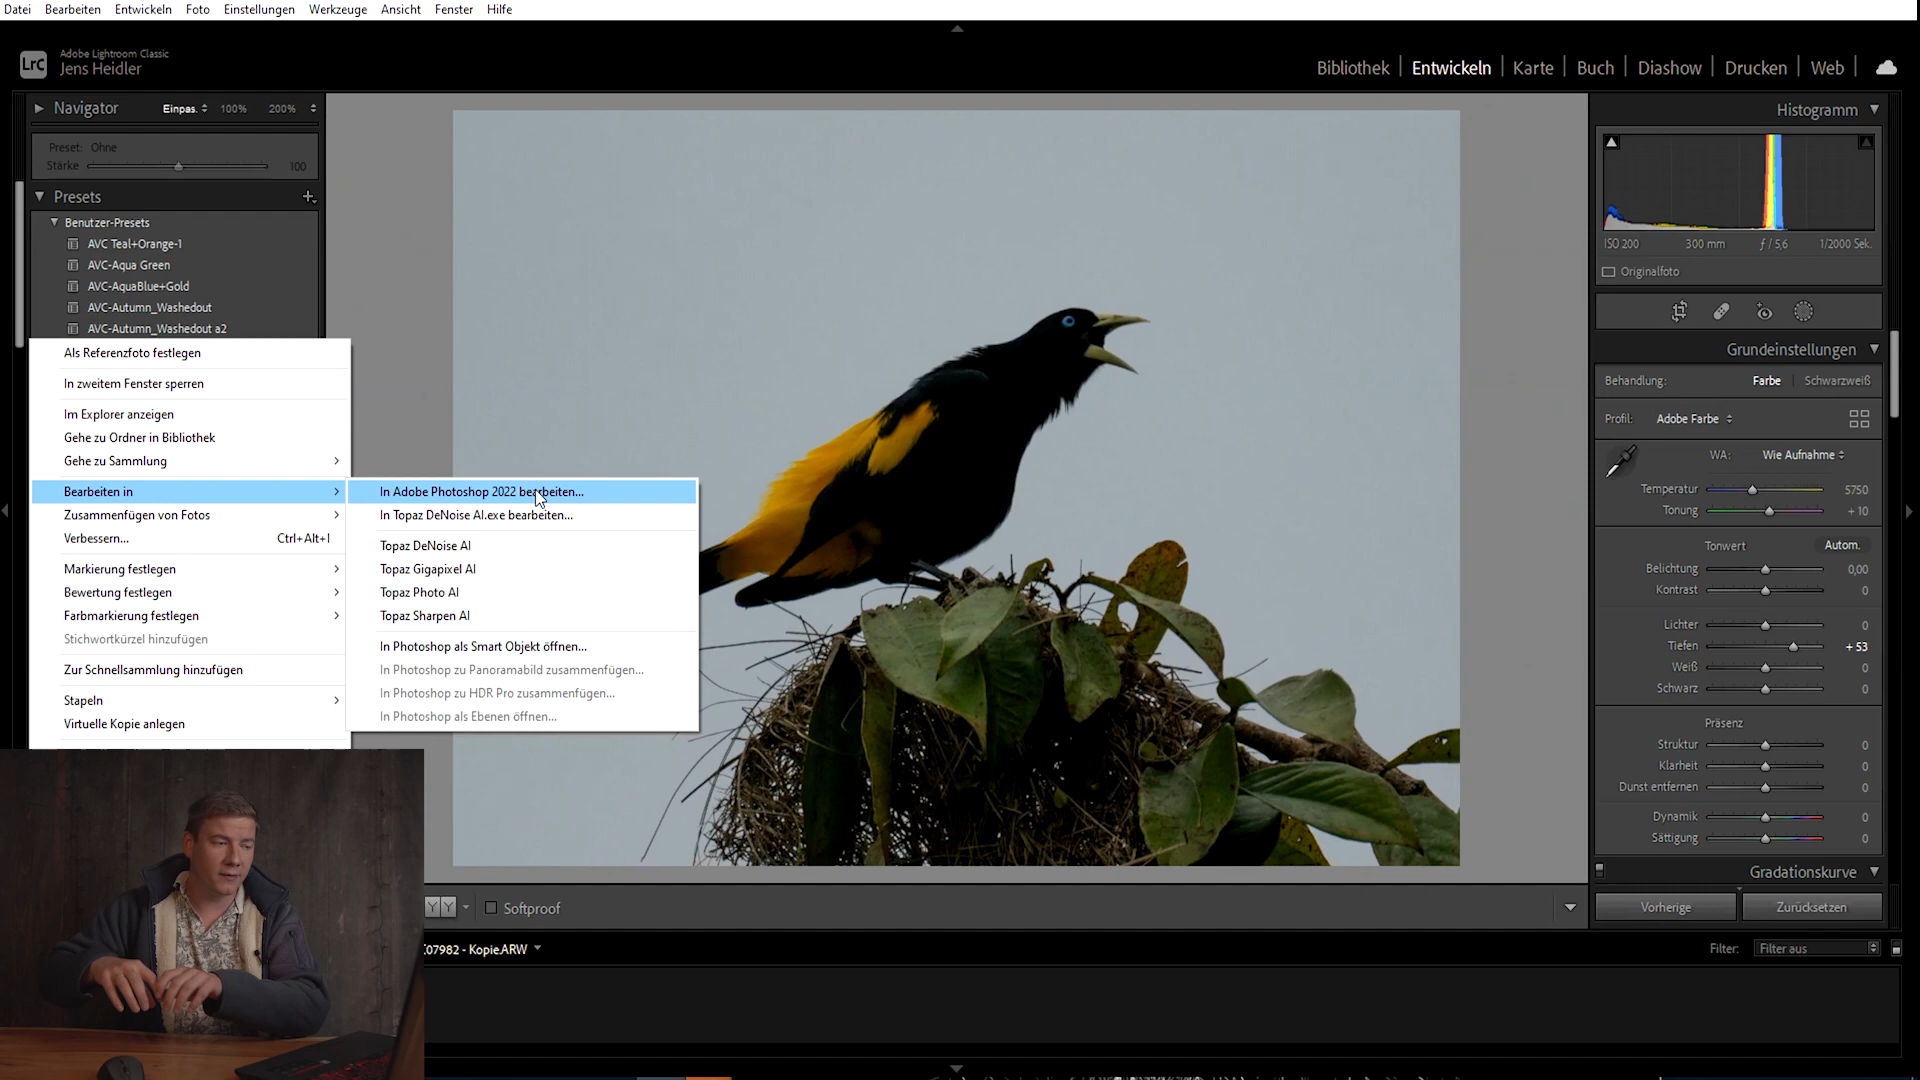 Datei Bearbeiten Entwickeln Foto Einstellungen Werkzeuge Ansicht Fenster Hilfe
LrC
Adobe Lightroom Classic
Jens Heidler
Bibliothek Entwickeln Karte Buch Diashow Drucken Web
Navigator Einpas. 100% 200%
Preset: Ohne
Stärke 100
Presets
Benutzer-Presets
AVC Teal+Orange-1
AVC-Aqua Green
AVC-AquaBlue+Gold
AVC-Autumn_Washedout
AVC-Autumn_Washedout a2
Als Referenzfoto festlegen
In zweitem Fenster sperren
Im Explorer anzeigen
Gehe zu Ordner in Bibliothek
Gehe zu Sammlung
Bearbeiten in
Zusammenfügen von Fotos
Verbessern... Ctrl+Alt+I
Markierung festlegen
Bewertung festlegen
Farbmarkierung festlegen
Stichwortkürzel hinzufügen
Zur Schnellsammlung hinzufügen
Stapeln
Virtuelle Kopie anlegen
In Adobe Photoshop 2022 bearbeiten...
In Topaz DeNoise AI.exe bearbeiten...
Topaz DeNoise AI
Topaz Gigapixel AI
Topaz Photo AI
Topaz Sharpen AI
In Photoshop als Smart Objekt öffnen...
In Photoshop zu Panoramabild zusammenfügen...
In Photoshop zu HDR Pro zusammenfügen...
In Photoshop als Ebenen öffnen...
YY Softproof
C07982 - Kopie.ARW
Histogramm
ISO 200 300 mm ƒ / 5,6 1/2000 Sek.
Originalfoto
Grundeinstellungen
Behandlung: Farbe Schwarzweiß
Profil: Adobe Farbe
WA: Wie Aufnahme
Temperatur 5750
Tonung + 10
Tonwert Autom.
Belichtung 0,00
Kontrast 0
Lichter 0
Tiefen + 53
Weiß 0
Schwarz 0
Präsenz
Struktur 0
Klarheit 0
Dunst entfernen 0
Dynamik 0
Sättigung 0
Gradationskurve
Vorherige Zurücksetzen
Filter: Filter aus